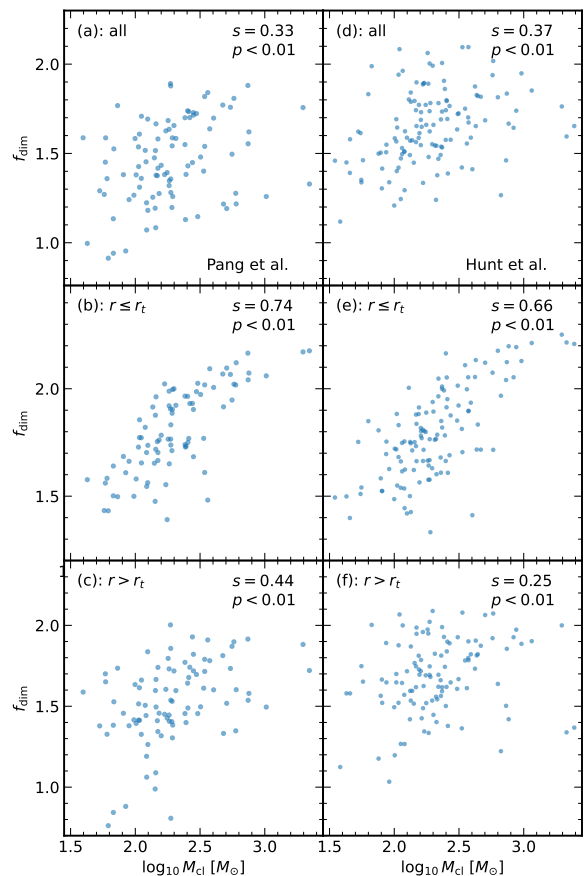 (a): all
s = 0.33
p < 0.01
2.0
1.5
1.0
f_dim
Pang et al.
(d): all
s = 0.37
p < 0.01
Hunt et al.
(b): r ≤ r_t
s = 0.74
p < 0.01
2.0
1.5
f_dim
(e): r ≤ r_t
s = 0.66
p < 0.01
(c): r > r_t
s = 0.44
p < 0.01
2.0
1.5
1.0
f_dim
1.5 2.0 2.5 3.0
log₁₀ M_cl [M_⊙]
(f): r > r_t
s = 0.25
p < 0.01
1.5 2.0 2.5 3.0
log₁₀ M_cl [M_⊙]